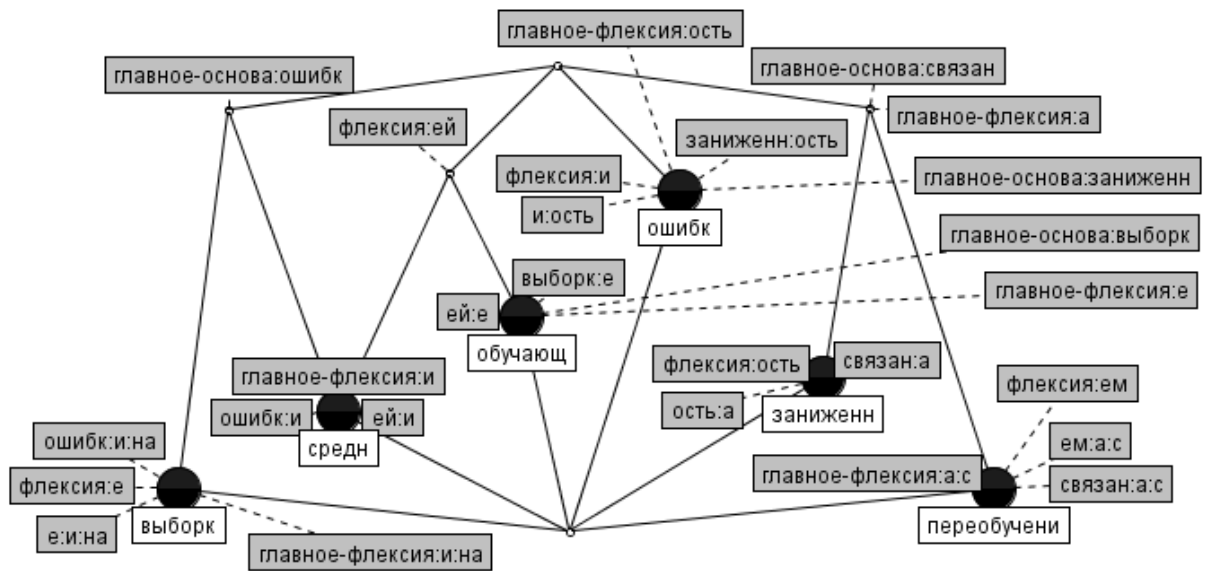 главное-флексия:ость
главное-основа:ошибк
главное-основа:связан
флексия:ей
главное-флексия:а
заниженн:ость
флексия:и
главное-основа:заниженн
и:ость
ошибк
главное-основа:выборк
выборк:е
главное-флексия:е
ей:е
обучающ
флексия:ость
связан:а
главное-флексия:и
флексия:ем
ость:а
заниженн
ошибк:и
ей:и
средн
ошибк:и:на
ем:а:с
главное-флексия:а:с
связан:а:с
флексия:е
выборк
переобучени
е:и:на
главное-флексия:и:на